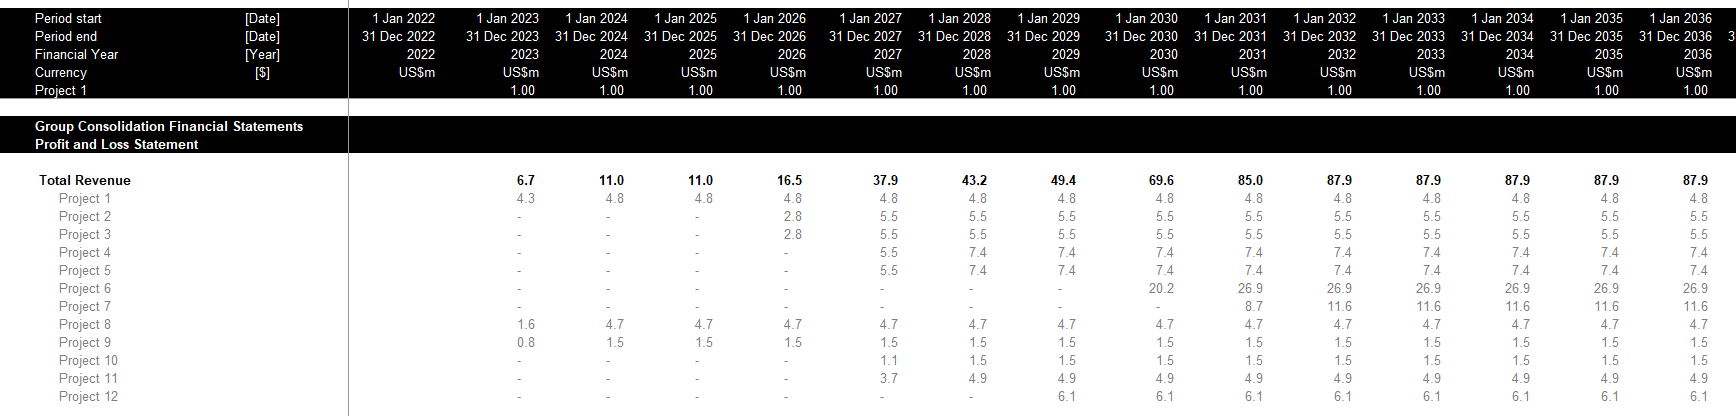 Period start [Date] 1 Jan 2022 1 Jan 2023 1 Jan 2024 1 Jan 2025 1 Jan 2026 1 Jan 2027 1 Jan 2028 1 Jan 2029 1 Jan 2030 1 Jan 2031 1 Jan 2032 1 Jan 2033 1 Jan 2034 1 Jan 2035 1 Jan 2036
Period end [Date] 31 Dec 2022 31 Dec 2023 31 Dec 2024 31 Dec 2025 31 Dec 2026 31 Dec 2027 31 Dec 2028 31 Dec 2029 31 Dec 2030 31 Dec 2031 31 Dec 2032 31 Dec 2033 31 Dec 2034 31 Dec 2035 31 Dec 2036 3
Financial Year [Year] 2022 2023 2024 2025 2026 2027 2028 2029 2030 2031 2032 2033 2034 2035 2036
Currency [$] US$m US$m US$m US$m US$m US$m US$m US$m US$m US$m US$m US$m US$m US$m US$m
Project 1 1.00 1.00 1.00 1.00 1.00 1.00 1.00 1.00 1.00 1.00 1.00 1.00 1.00 1.00
Group Consolidation Financial Statements
Profit and Loss Statement
Total Revenue 6.7 11.0 11.0 16.5 37.9 43.2 49.4 69.6 85.0 87.9 87.9 87.9 87.9 87.9
Project 1 4.3 4.8 4.8 4.8 4.8 4.8 4.8 4.8 4.8 4.8 4.8 4.8 4.8 4.8
Project 2 - - - 2.8 5.5 5.5 5.5 5.5 5.5 5.5 5.5 5.5 5.5 5.5
Project 3 - - - 2.8 5.5 5.5 5.5 5.5 5.5 5.5 5.5 5.5 5.5 5.5
Project 4 - - - - 5.5 7.4 7.4 7.4 7.4 7.4 7.4 7.4 7.4 7.4
Project 5 - - - - 5.5 7.4 7.4 7.4 7.4 7.4 7.4 7.4 7.4 7.4
Project 6 - - - - - - - 20.2 26.9 26.9 26.9 26.9 26.9 26.9
Project 7 - - - - - - - - 8.7 11.6 11.6 11.6 11.6 11.6
Project 8 1.6 4.7 4.7 4.7 4.7 4.7 4.7 4.7 4.7 4.7 4.7 4.7 4.7 4.7
Project 9 0.8 1.5 1.5 1.5 1.5 1.5 1.5 1.5 1.5 1.5 1.5 1.5 1.5 1.5
Project 10 - - - - 1.1 1.5 1.5 1.5 1.5 1.5 1.5 1.5 1.5 1.5
Project 11 - - - - 3.7 4.9 4.9 4.9 4.9 4.9 4.9 4.9 4.9 4.9
Project 12 - - - - - - 6.1 6.1 6.1 6.1 6.1 6.1 6.1 6.1